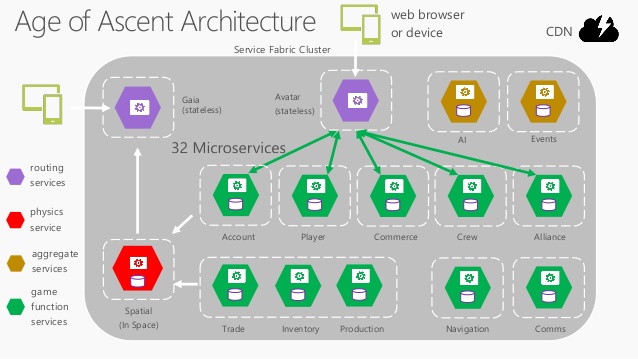 Age of Ascent Architecture
web browser
or device
CDN
Service Fabric Cluster
Gaia
(stateless)
Avatar
(stateless)
AI
Events
32 Microservices
routing
services
physics
service
aggregate
services
game
function
services
Account
Player
Commerce
Crew
Alliance
Spatial
(In Space)
Trade
Inventory
Production
Navigation
Comms